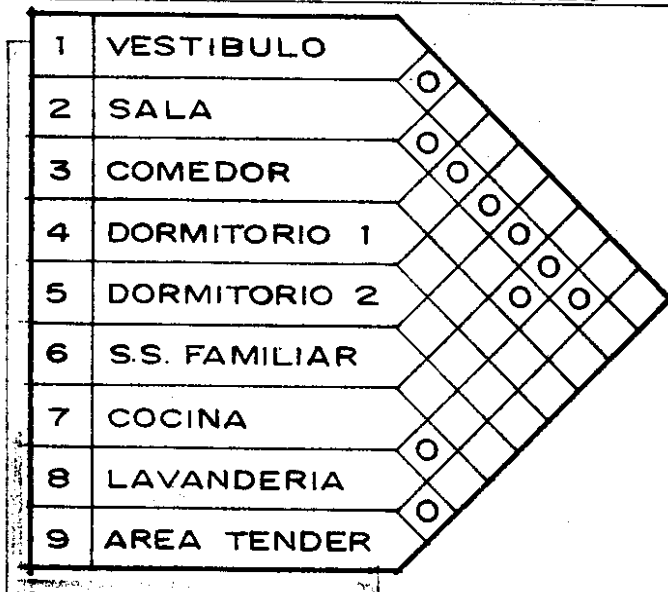 1 VESTIBULO
2 SALA
3 COMEDOR
4 DORMITORIO 1
5 DORMITORIO 2
6 S.S. FAMILIAR
7 COCINA
8 LAVANDERIA
9 AREA TENDER